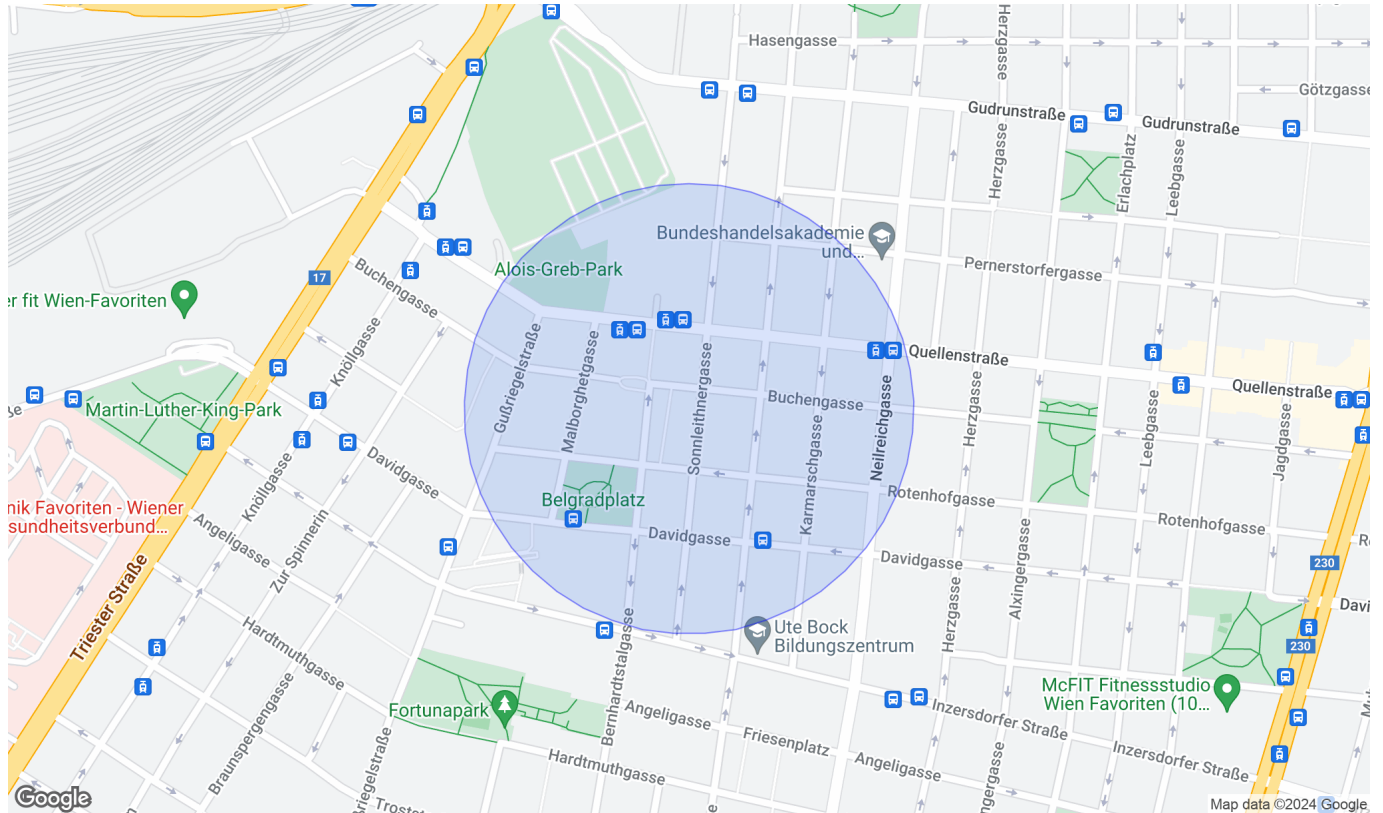 Hasengasse
Herzgasse
Götzgasse
Gudrunstraße
Gudrunstraße
Herzgasse
Erlachplatz
Leebgasse
Bundeshandelsakademie
und...
Pernerstorfergasse
Alois-Greb-Park
17
Buchengasse
er fit Wien-Favoriten
Knöllgasse
Gußriegelstraße
Malborghetgasse
Sonnleithnergasse
Quellenstraße
Quellenstraße
Buchengasse
Karmarschgasse
Neilreichgasse
Herzgasse
Leebgasse
Jagdgasse
Martin-Luther-King-Park
Davidgasse
Knöllgasse
nik Favoriten - Wiener
sundheitsverbund...
Belgradplatz
Rotenhofgasse
Rotenhofgasse
Angeligasse
Zur Spinnerin
Davidgasse
Davidgasse
Alxingergasse
230
Davi
Triester Straße
Hardtmuthgasse
Bernhardtstalgasse
Ute Bock
Bildungszentrum
Herzgasse
230
McFIT Fitnessstudio
Wien Favoriten (10...
Fortunapark
Braunspergengasse
Angeligasse
Friesenplatz
Inzersdorfer Straße
Inzersdorfer Straße
Angeligasse
Hardtmuthgasse
riegelstraße
Trost
ngergasse
Google
Map data ©2024 Google